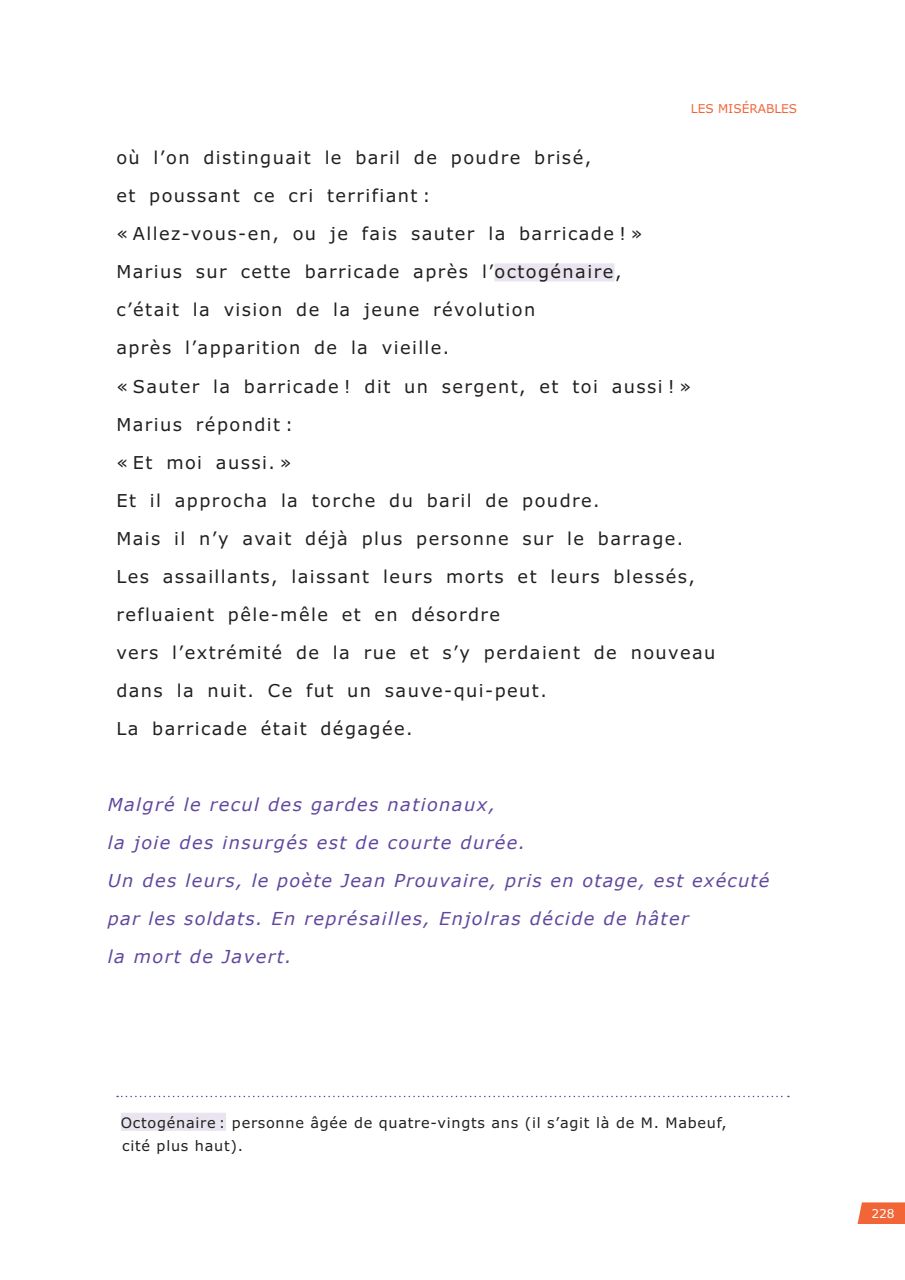 LES MISÉRABLES
où l’on distinguait le baril de poudre brisé,
et poussant ce cri terrifiant :
« Allez-vous-en, ou je fais sauter la barricade ! »
Marius sur cette barricade après l’octogénaire,
c’était la vision de la jeune révolution
après l’apparition de la vieille.
« Sauter la barricade ! dit un sergent, et toi aussi ! »
Marius répondit :
« Et moi aussi. »
Et il approcha la torche du baril de poudre.
Mais il n’y avait déjà plus personne sur le barrage.
Les assaillants, laissant leurs morts et leurs blessés,
refluaient pêle-mêle et en désordre
vers l’extrémité de la rue et s’y perdaient de nouveau
dans la nuit. Ce fut un sauve-qui-peut.
La barricade était dégagée.
Malgré le recul des gardes nationaux,
la joie des insurgés est de courte durée.
Un des leurs, le poète Jean Prouvaire, pris en otage, est exécuté
par les soldats. En représailles, Enjolras décide de hâter
la mort de Javert.
Octogénaire : personne âgée de quatre-vingts ans (il s’agit là de M. Mabeuf,
cité plus haut).
228